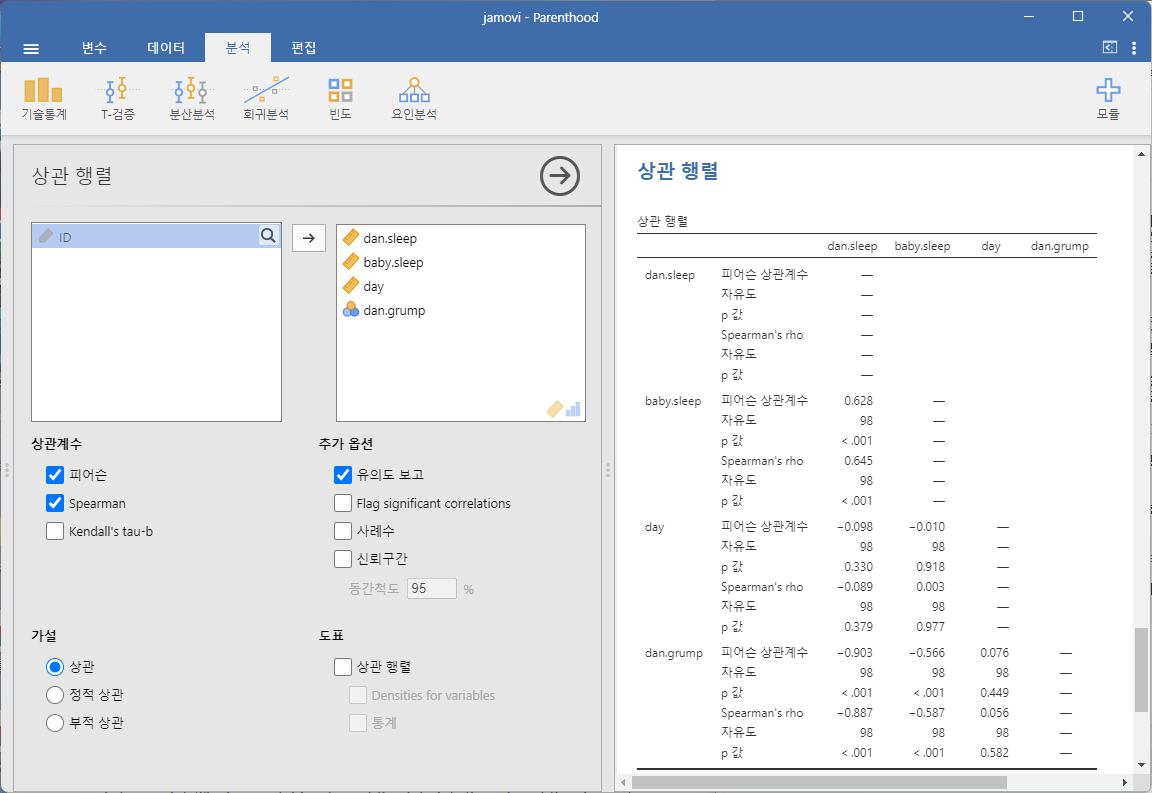 jamovi - Parenthood
변수 데이터 분석 편집
기술통계 T-검증 분산분석 회귀분석 빈도 요인분석 모듈
상관 행렬
ID
dan.sleep
baby.sleep
day
dan.grump
상관계수
피어슨
Spearman
Kendall's tau-b
추가 옵션
유의도 보고
Flag significant correlations
사례수
신뢰구간
동간척도 95 %
가설
상관
정적 상관
부적 상관
도표
상관 행렬
Densities for variables
통계
상관 행렬
상관 행렬
dan.sleep baby.sleep day dan.grump
dan.sleep 피어슨 상관계수 —
자유도 —
p 값 —
Spearman's rho —
자유도 —
p 값 —
baby.sleep 피어슨 상관계수 0.628 —
자유도 98 —
p 값 < .001 —
Spearman's rho 0.645 —
자유도 98 —
p 값 < .001 —
day 피어슨 상관계수 −0.098 −0.010 —
자유도 98 98 —
p 값 0.330 0.918 —
Spearman's rho −0.089 0.003 —
자유도 98 98 —
p 값 0.379 0.977 —
dan.grump 피어슨 상관계수 −0.903 −0.566 0.076 —
자유도 98 98 98 —
p 값 < .001 < .001 0.449 —
Spearman's rho −0.887 −0.587 0.056 —
자유도 98 98 98 —
p 값 < .001 < .001 0.582 —